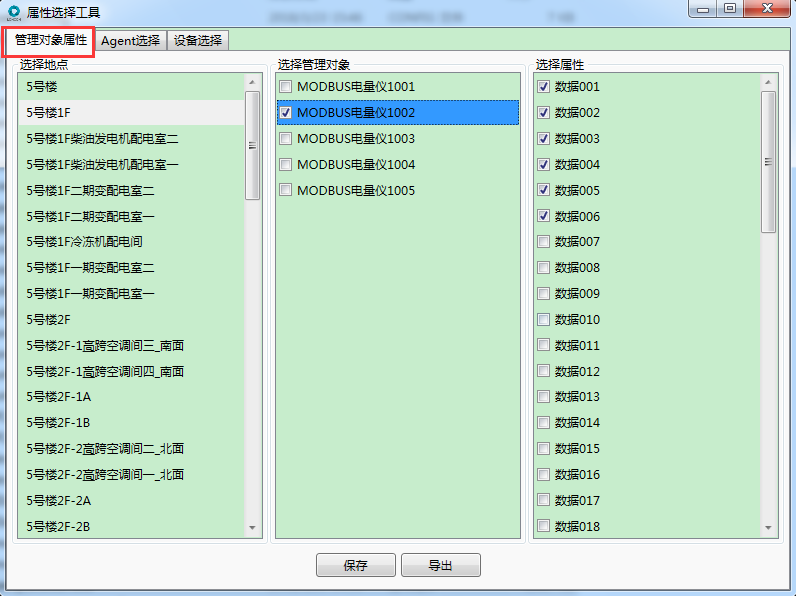 属性选择工具
管理对象属性 Agent选择 设备选择
选择地点
5号楼
5号楼1F
5号楼1F柴油发电机配电室二
5号楼1F柴油发电机配电室一
5号楼1F二期变配电室二
5号楼1F二期变配电室一
5号楼1F冷冻机配电间
5号楼1F一期变配电室二
5号楼1F一期变配电室一
5号楼2F
5号楼2F-1高跨空调间三_南面
5号楼2F-1高跨空调间四_南面
5号楼2F-1A
5号楼2F-1B
5号楼2F-2高跨空调间二_北面
5号楼2F-2高跨空调间一_北面
5号楼2F-2A
5号楼2F-2B
选择管理对象
MODBUS电量仪1001
MODBUS电量仪1002
MODBUS电量仪1003
MODBUS电量仪1004
MODBUS电量仪1005
选择属性
数据001
数据002
数据003
数据004
数据005
数据006
数据007
数据008
数据009
数据010
数据011
数据012
数据013
数据014
数据015
数据016
数据017
数据018
保存 导出